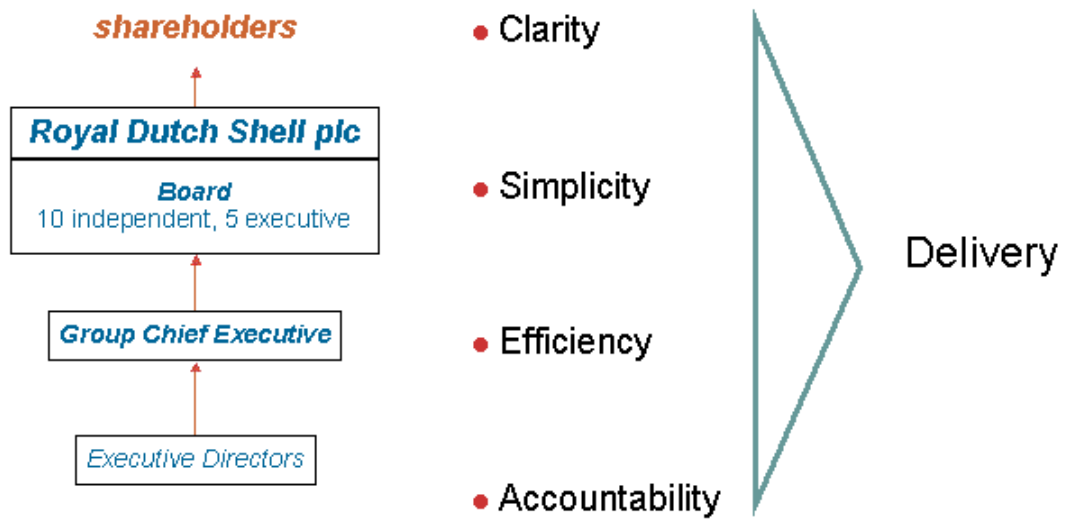 shareholders
Royal Dutch Shell plc
Board
10 independent, 5 executive
Group Chief Executive
Executive Directors
• Clarity
• Simplicity
• Efficiency
• Accountability
Delivery